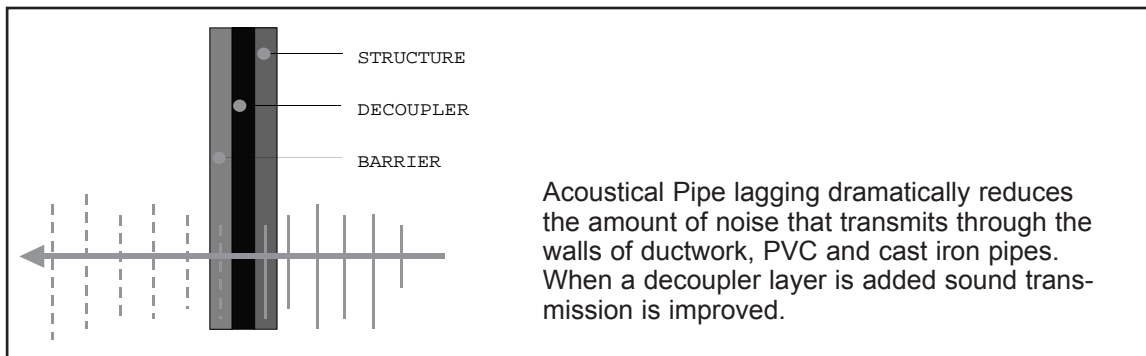 STRUCTURE
DECOUPLER
BARRIER
Acoustical Pipe lagging dramatically reduces
the amount of noise that transmits through the
walls of ductwork, PVC and cast iron pipes.
When a decoupler layer is added sound trans-
mission is improved.